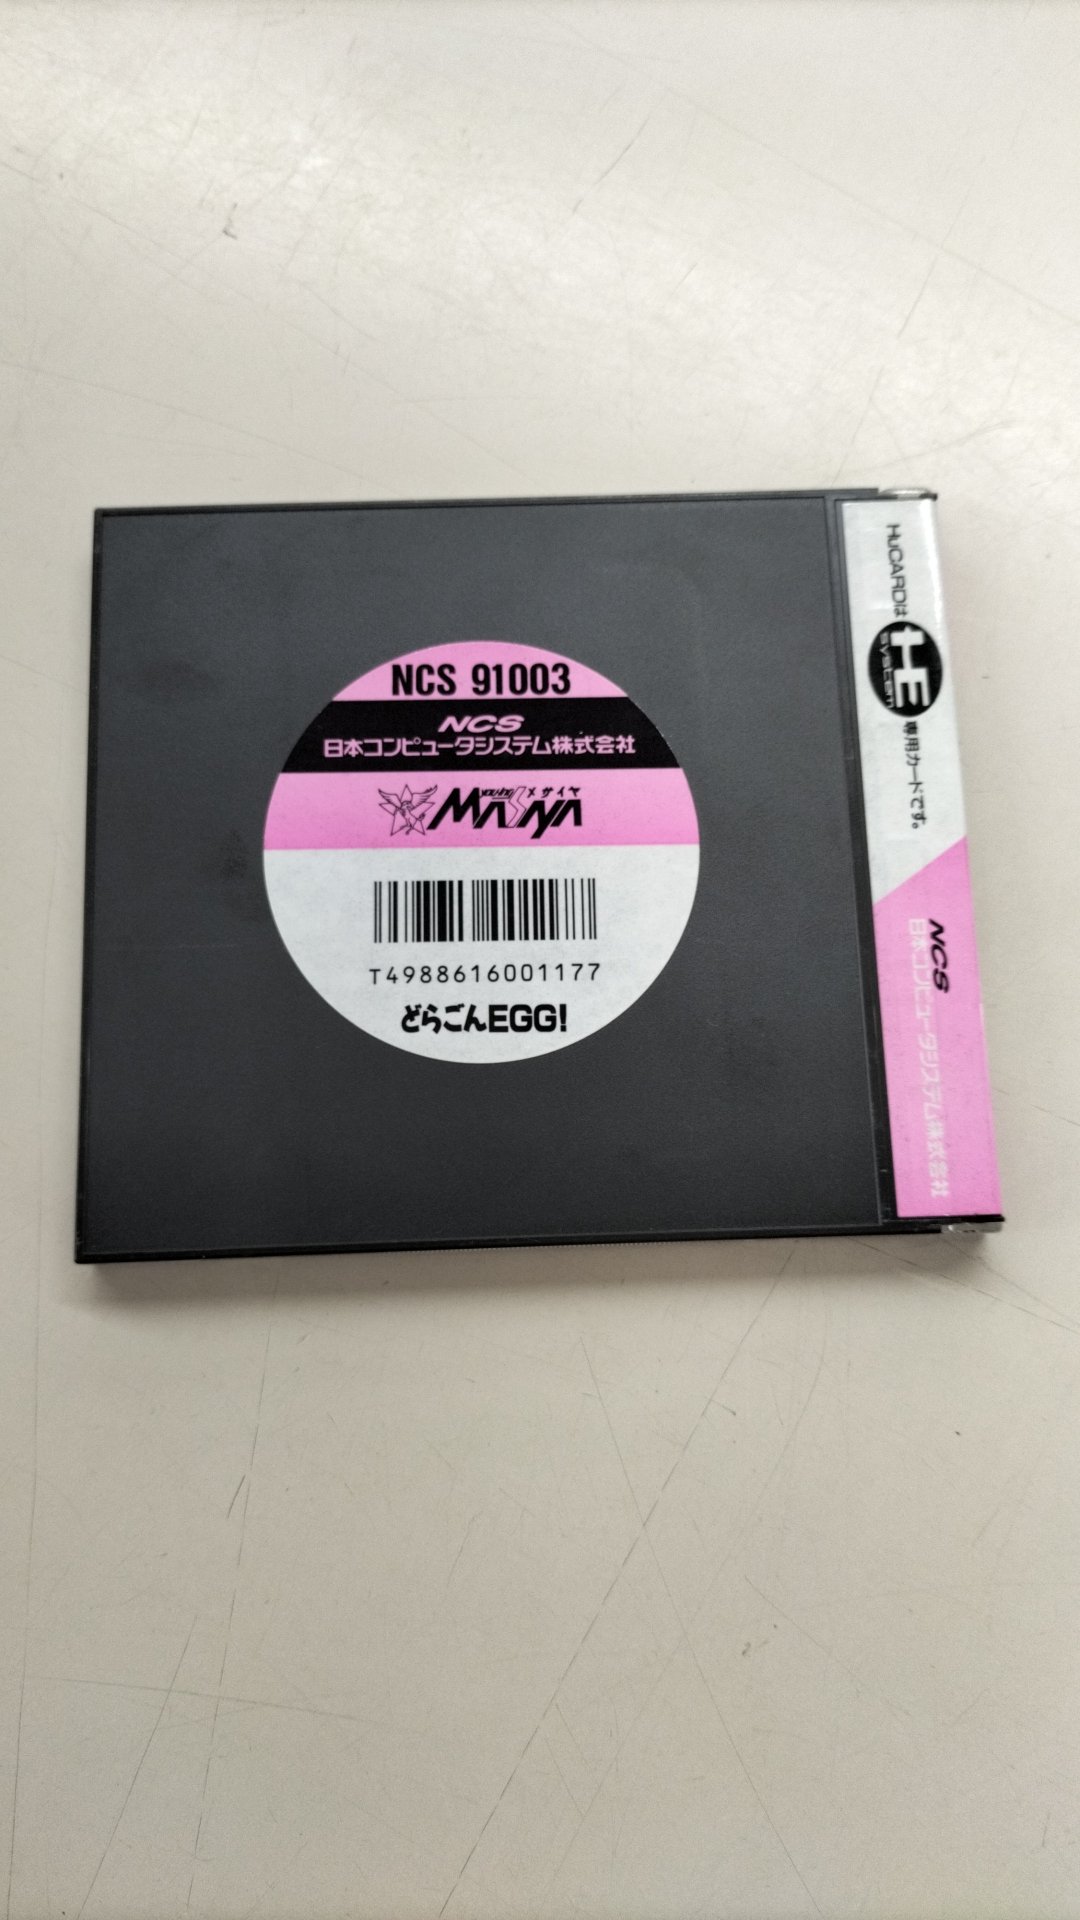 NCS 91003
NCS
日本コンピュータシステム株式会社
メサイヤ
MASAYA
T4988616001177
どらごんEGG!
HuCARDは
HE
system
専用カードです。
NCS
日本コンピュータシステム株式会社